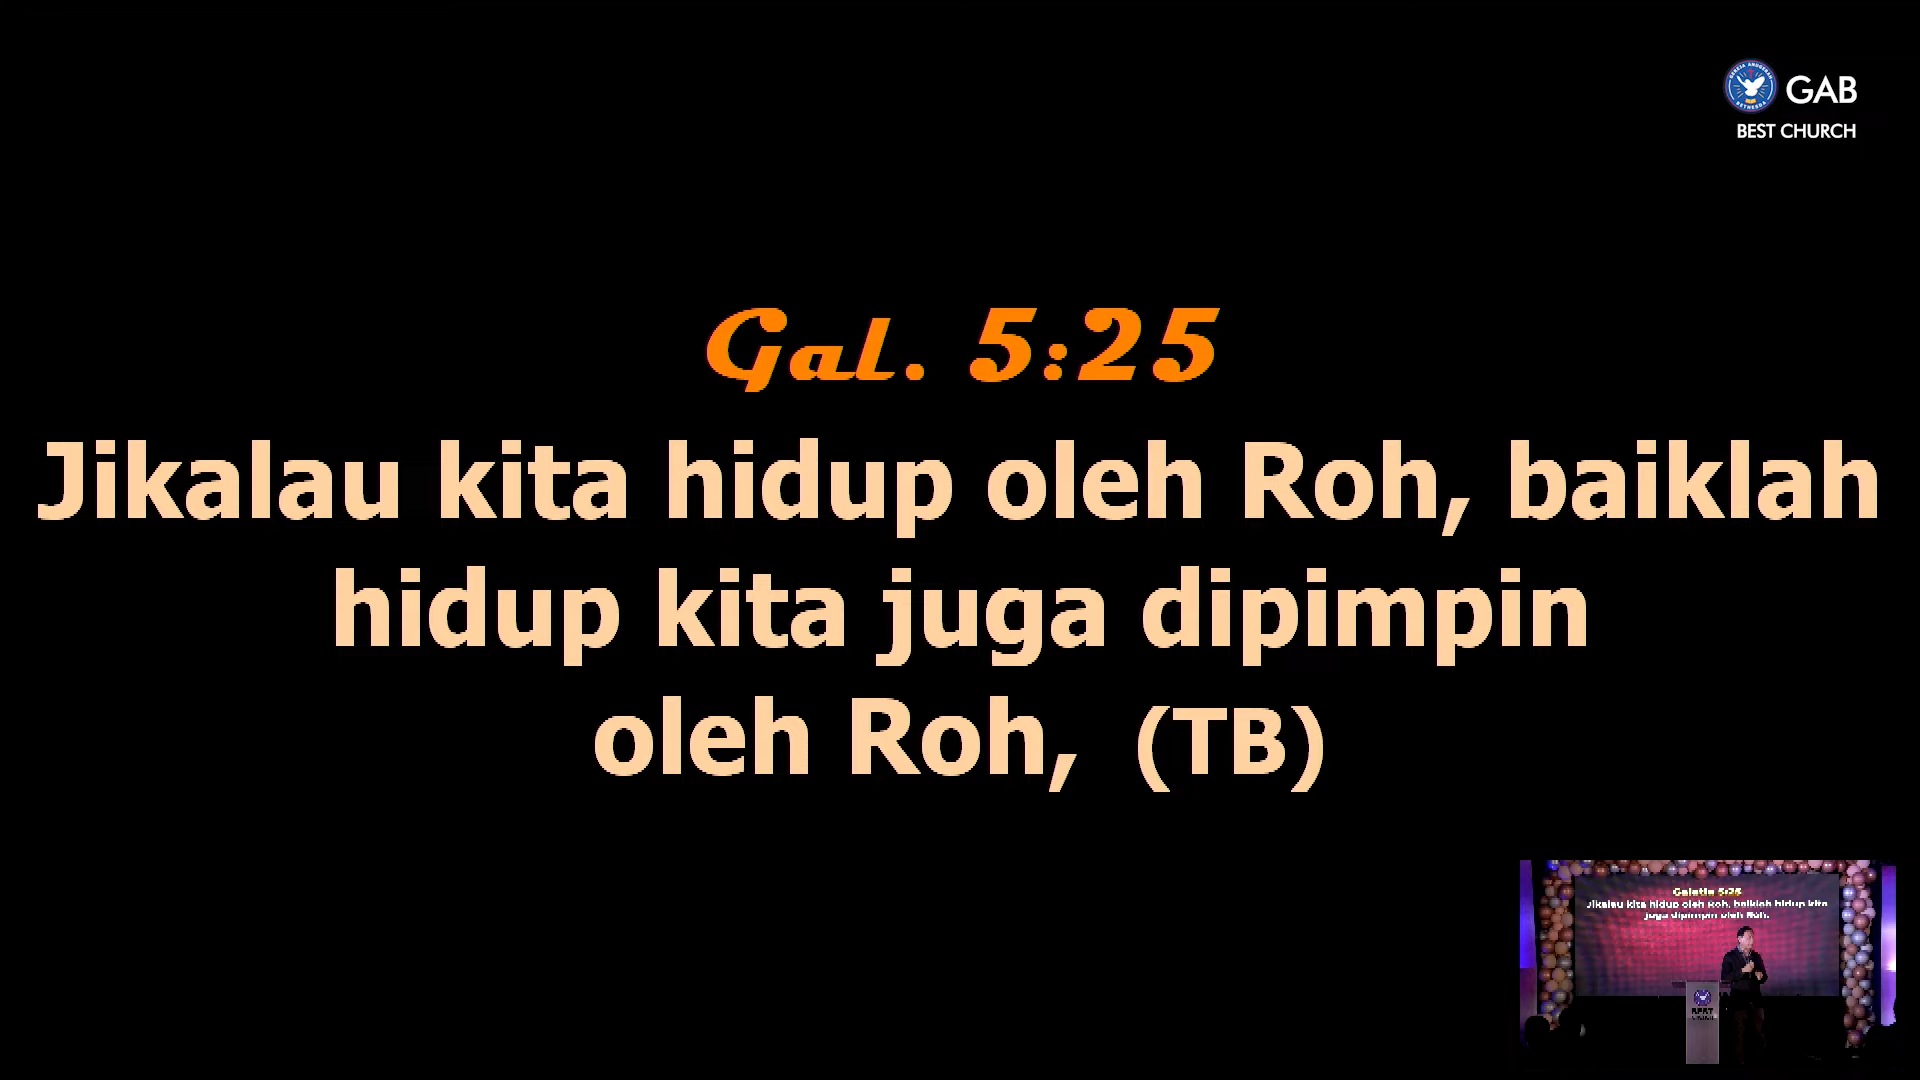 GAB
BEST CHURCH
Gal. 5:25
Jikalau kita hidup oleh Roh, baiklah
hidup kita juga dipimpin
oleh Roh, (TB)
Galatia 5:25
Jikalau kita hidup oleh Roh, baiklah hidup kita
juga dipimpin oleh Roh.